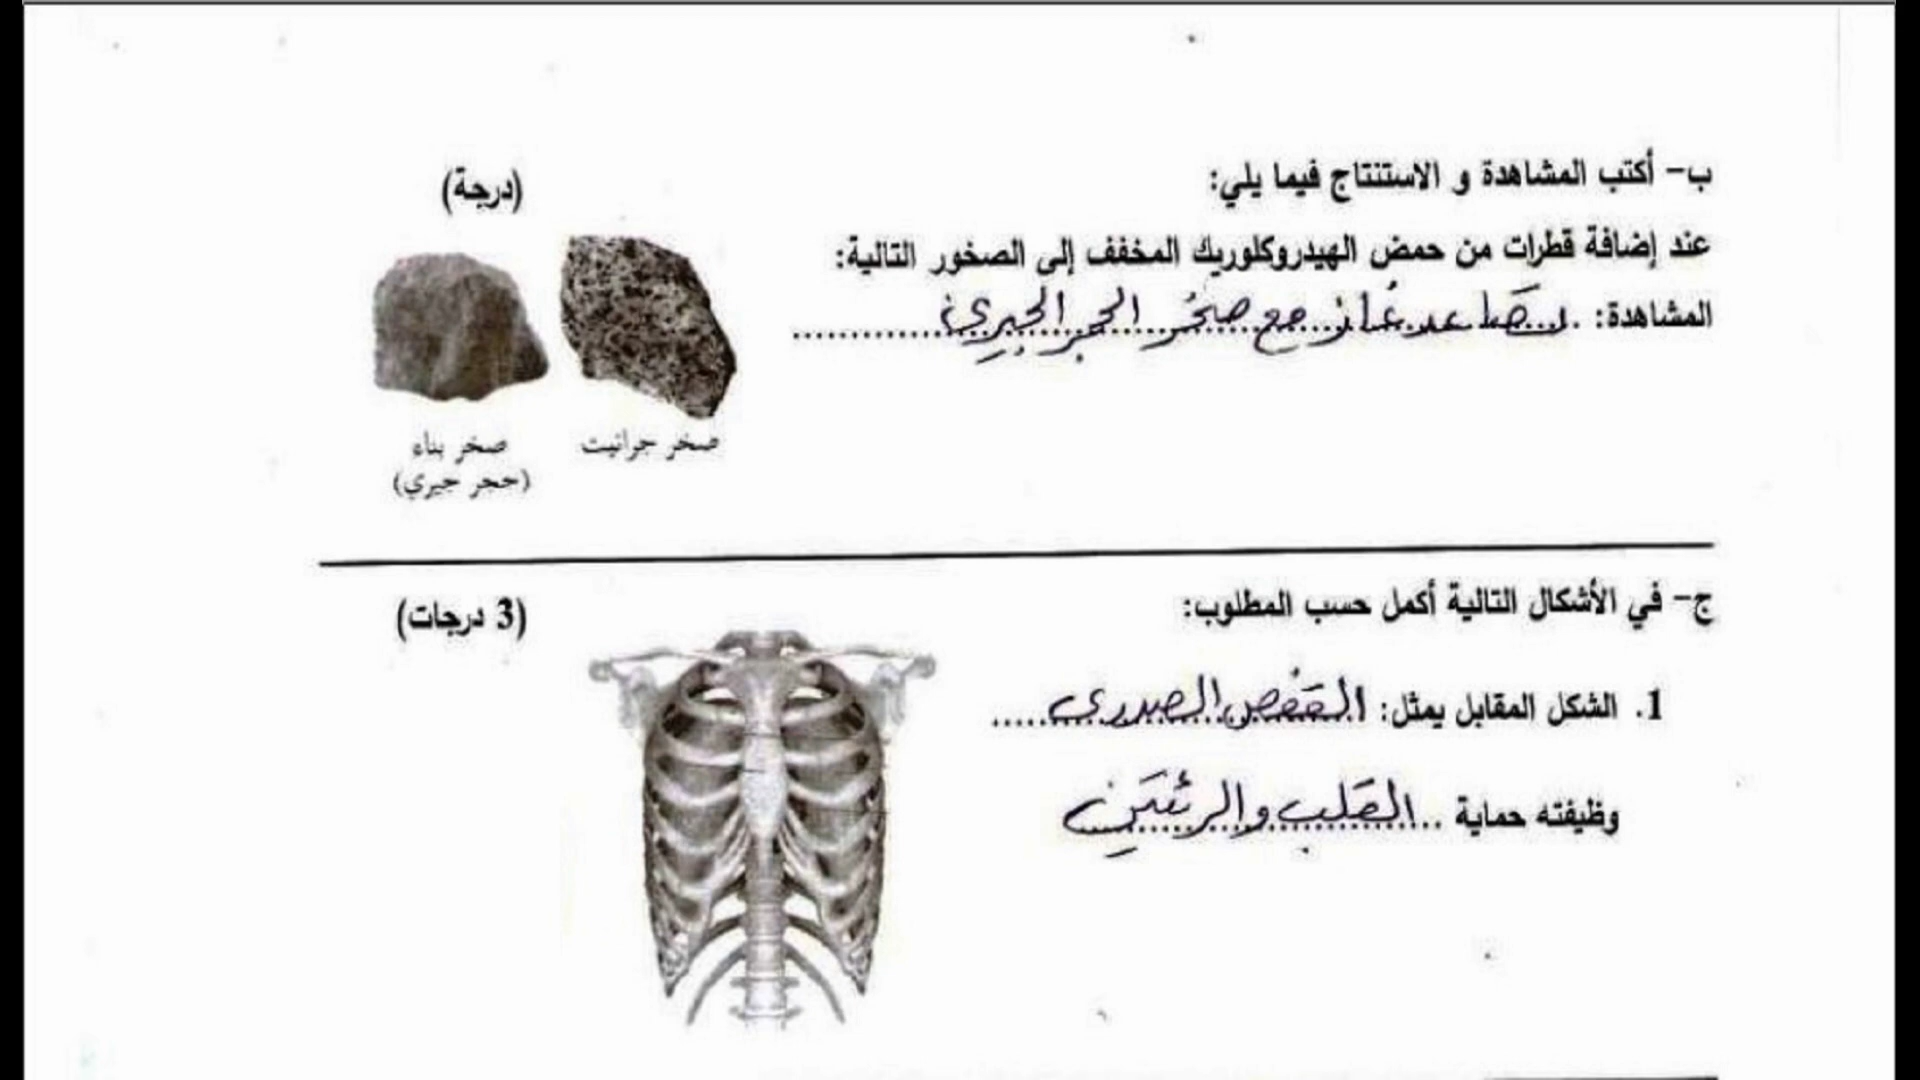 ب- أكتب المشاهدة و الاستنتاج فيما يلي:
(درجة)
عند إضافة قطرات من حمض الهيدروكلوريك المخفف إلى الصخور التالية:
المشاهدة: يتصاعد غاز مع صخر الحجر الجيري
صخر جرانيت
صخر بناء
(حجر جيري)
ج- في الأشكال التالية أكمل حسب المطلوب:
(3 درجات)
1. الشكل المقابل يمثل: القفص الصدري
وظيفته حماية القلب والرئتين